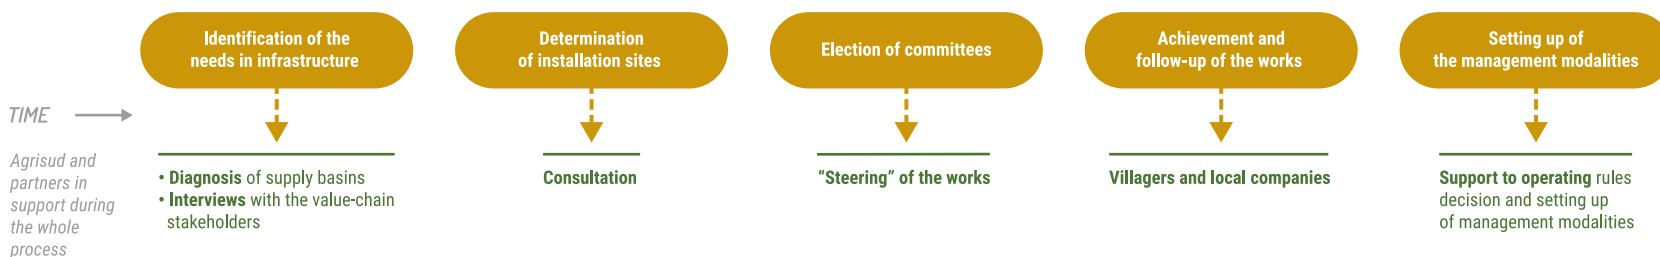 Identification of the
needs in infrastructure
Determination
of installation sites
Election of committees
Achievement and
follow-up of the works
Setting up of
the management modalities
TIME
Agrisud and
partners in
support during
the whole
process
• Diagnosis of supply basins
• Interviews with the value-chain
stakeholders
Consultation
“Steering” of the works
Villagers and local companies
Support to operating rules
decision and setting up
of management modalities